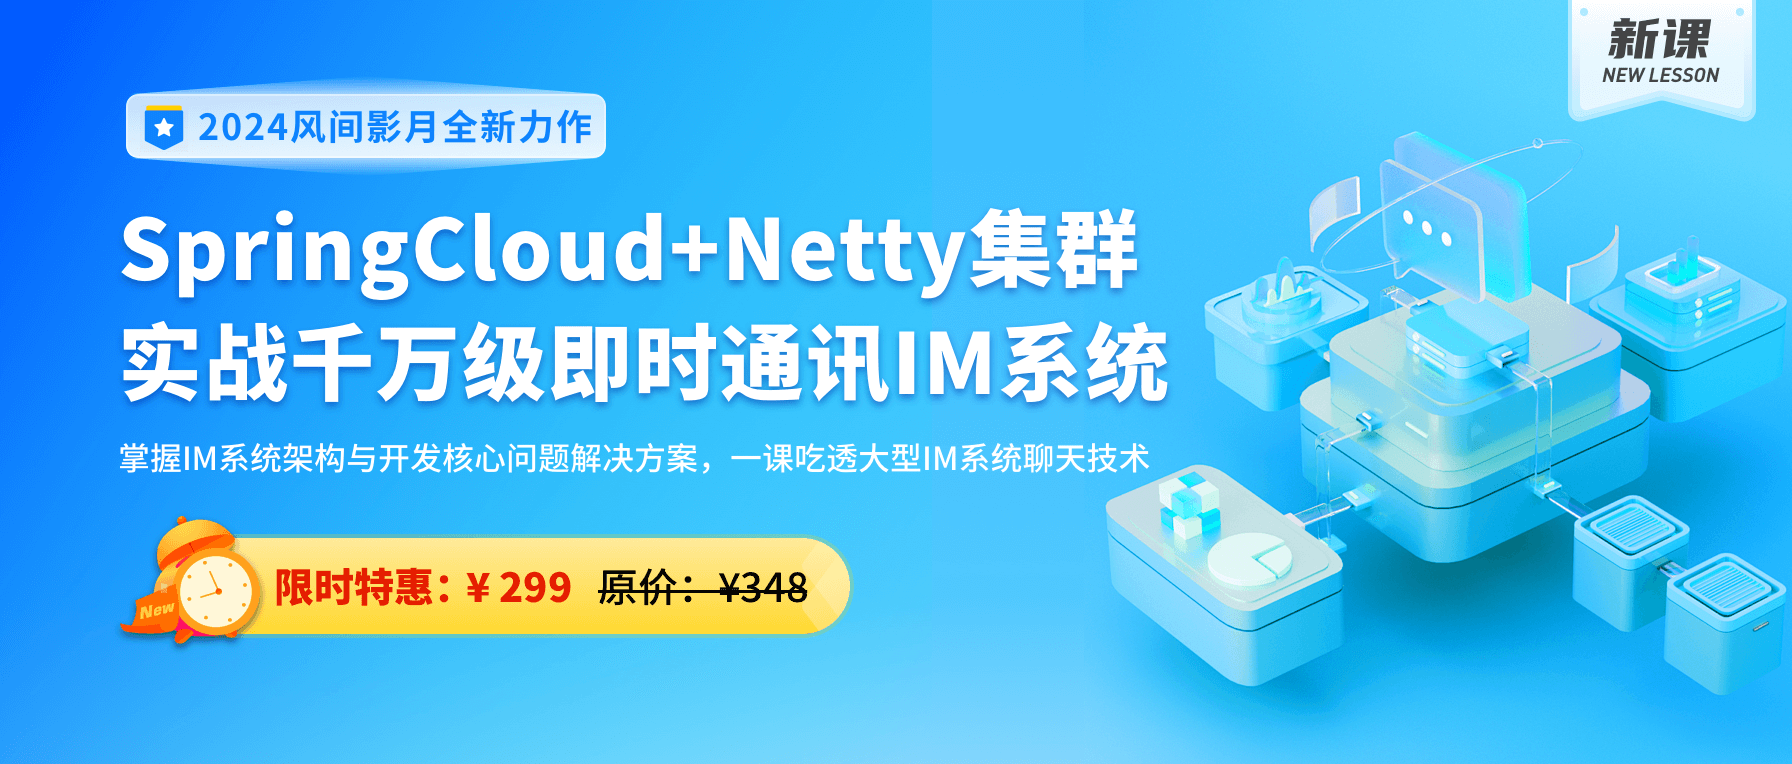 新课
NEW LESSON
2024风间影月全新力作
SpringCloud+Netty集群
实战千万级即时通讯IM系统
掌握IM系统架构与开发核心问题解决方案，一课吃透大型IM系统聊天技术
New
限时特惠：¥ 299 原价：¥348